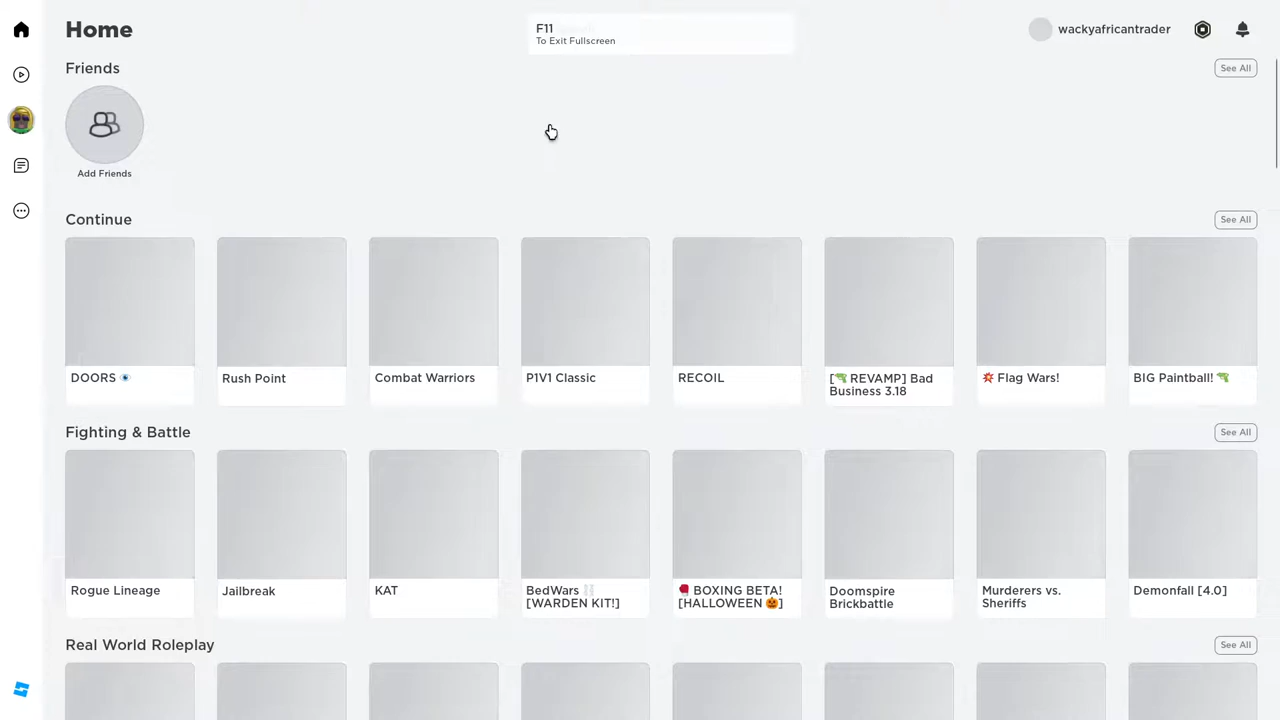 Home
F11
To Exit Fullscreen
wackyafricantrader
Friends
See All
Add Friends
Continue
See All
DOORS 👁
Rush Point
Combat Warriors
P1V1 Classic
RECOIL
[🔫 REVAMP] Bad
Business 3.18
💥 Flag Wars!
BIG Paintball! 🔫
Fighting & Battle
See All
Rogue Lineage
Jailbreak
KAT
BedWars ⛓
[WARDEN KIT!]
🥊 BOXING BETA!
[HALLOWEEN 🎃]
Doomspire
Brickbattle
Murderers vs.
Sheriffs
Demonfall [4.0]
Real World Roleplay
See All